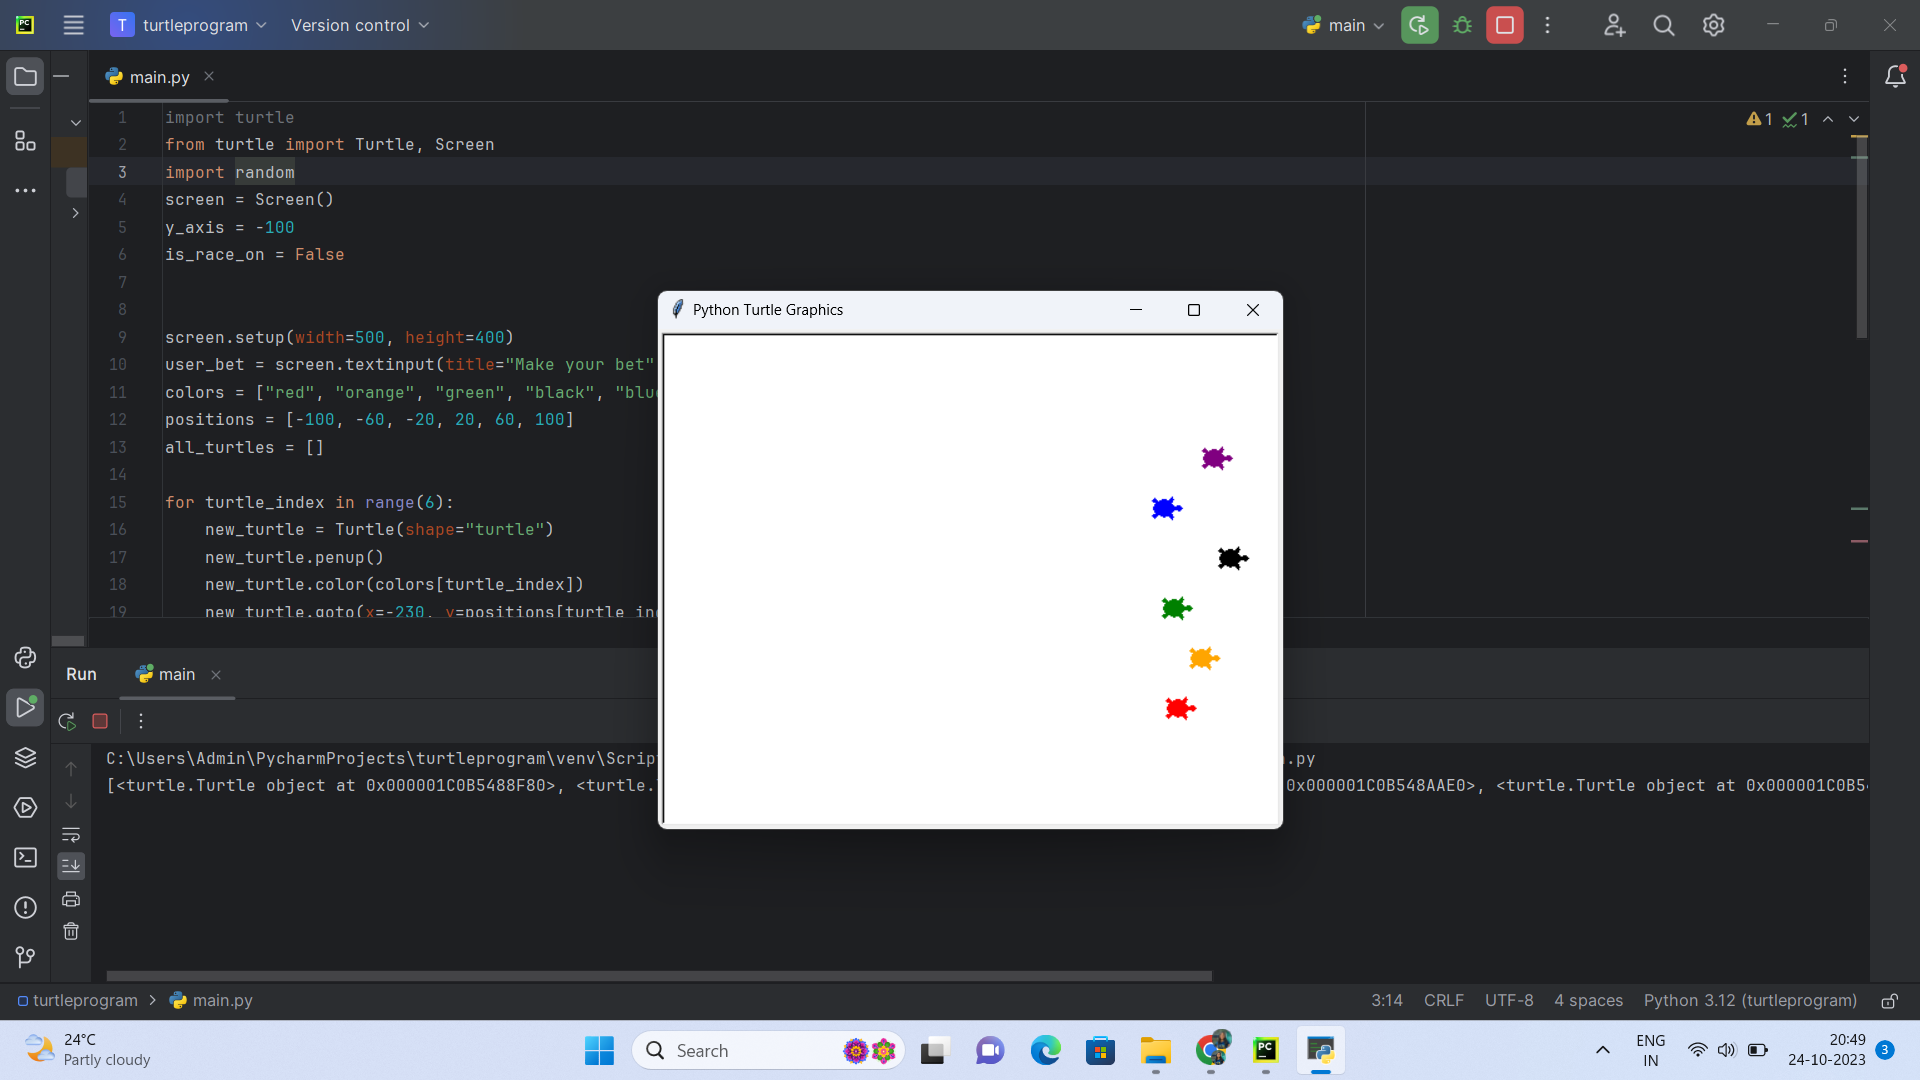 T turtleprogram Version control main
main.py
1 import turtle
2 from turtle import Turtle, Screen
3 import random
4 screen = Screen()
5 y_axis = -100
6 is_race_on = False
7
8
9 screen.setup(width=500, height=400)
10 user_bet = screen.textinput(title="Make your bet"
11 colors = ["red", "orange", "green", "black", "blu
12 positions = [-100, -60, -20, 20, 60, 100]
13 all_turtles = []
14
15 for turtle_index in range(6):
16 new_turtle = Turtle(shape="turtle")
17 new_turtle.penup()
18 new_turtle.color(colors[turtle_index])
19 new_turtle.goto(x=-230, y=positions[turtle_ind
1 1
Python Turtle Graphics
Run main
C:\Users\Admin\PycharmProjects\turtleprogram\venv\Scrip .py
[<turtle.Turtle object at 0x000001C0B5488F80>, <turtle. 0x000001C0B548AAE0>, <turtle.Turtle object at 0x000001C0B5
turtleprogram > main.py 3:14 CRLF UTF-8 4 spaces Python 3.12 (turtleprogram)
24°C
Partly cloudy
Search
PC
ENG
IN
20:49
24-10-2023
3